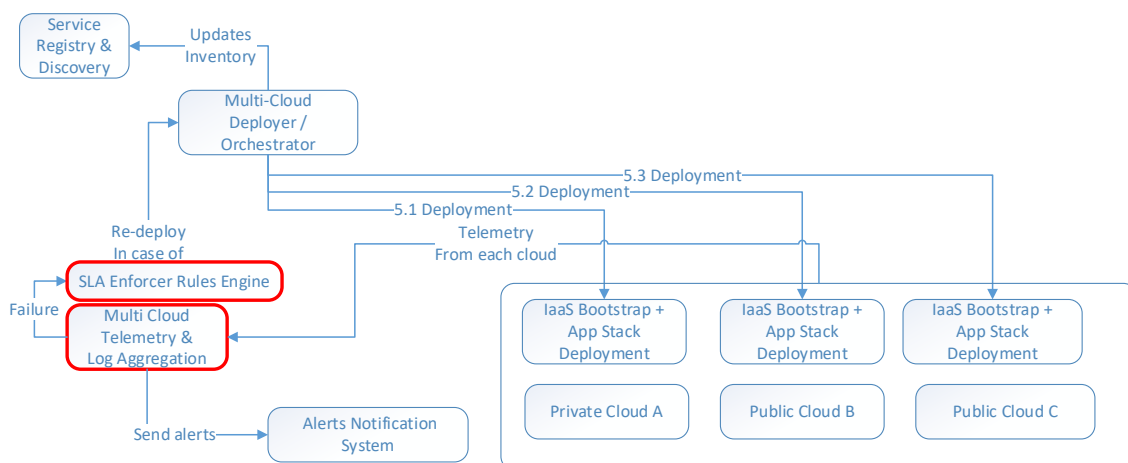 Service
Registry &
Discovery
Updates
Inventory
Multi-Cloud
Deployer /
Orchestrator
5.3 Deployment
5.2 Deployment
5.1 Deployment
Telemetry
From each cloud
Re-deploy
In case of
SLA Enforcer Rules Engine
Failure
Multi Cloud
Telemetry &
Log Aggregation
IaaS Bootstrap +
App Stack
Deployment
IaaS Bootstrap +
App Stack
Deployment
IaaS Bootstrap +
App Stack
Deployment
Private Cloud A
Public Cloud B
Public Cloud C
Send alerts
Alerts Notification
System